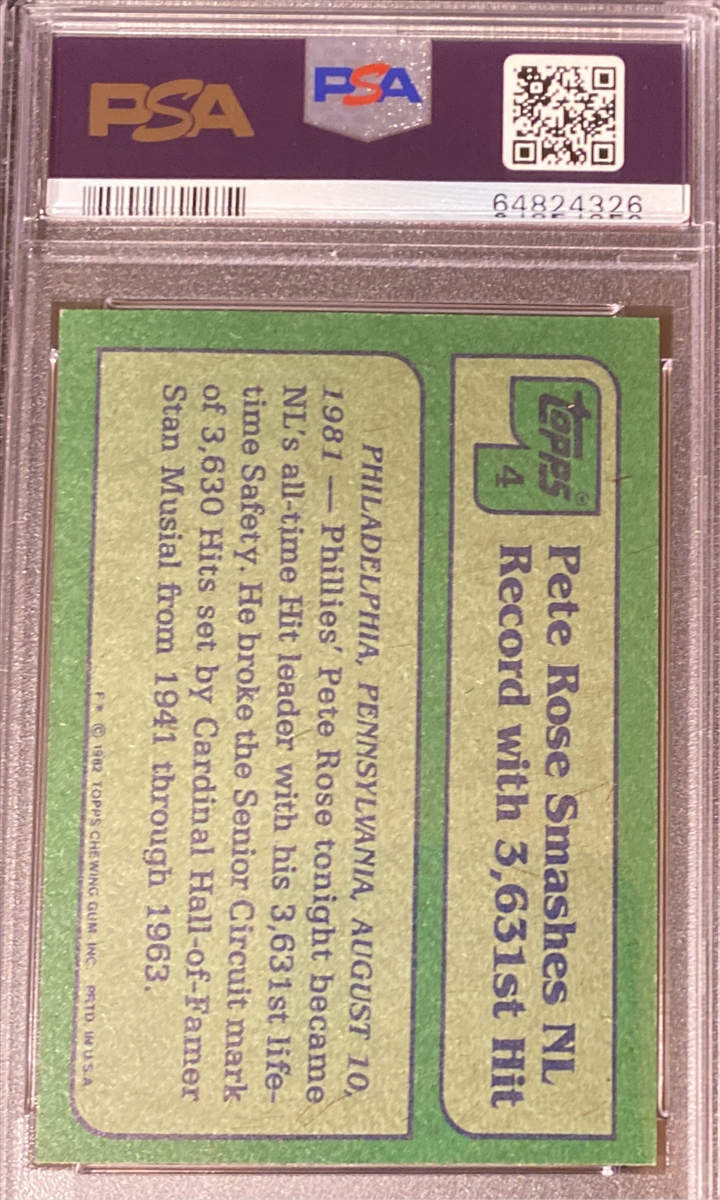 PSA
PSA
64824326
topps®
4
Pete Rose Smashes NL
Record with 3,631st Hit
PHILADELPHIA, PENNSYLVANIA, AUGUST 10,
1981 — Phillies' Pete Rose tonight became
NL's all-time Hit leader with his 3,631st life-
time Safety. He broke the Senior Circuit mark
of 3,630 Hits set by Cardinal Hall-of-Famer
Stan Musial from 1941 through 1963.
© 1982 TOPPS CHEWING GUM, INC. PRTD. IN U.S.A.